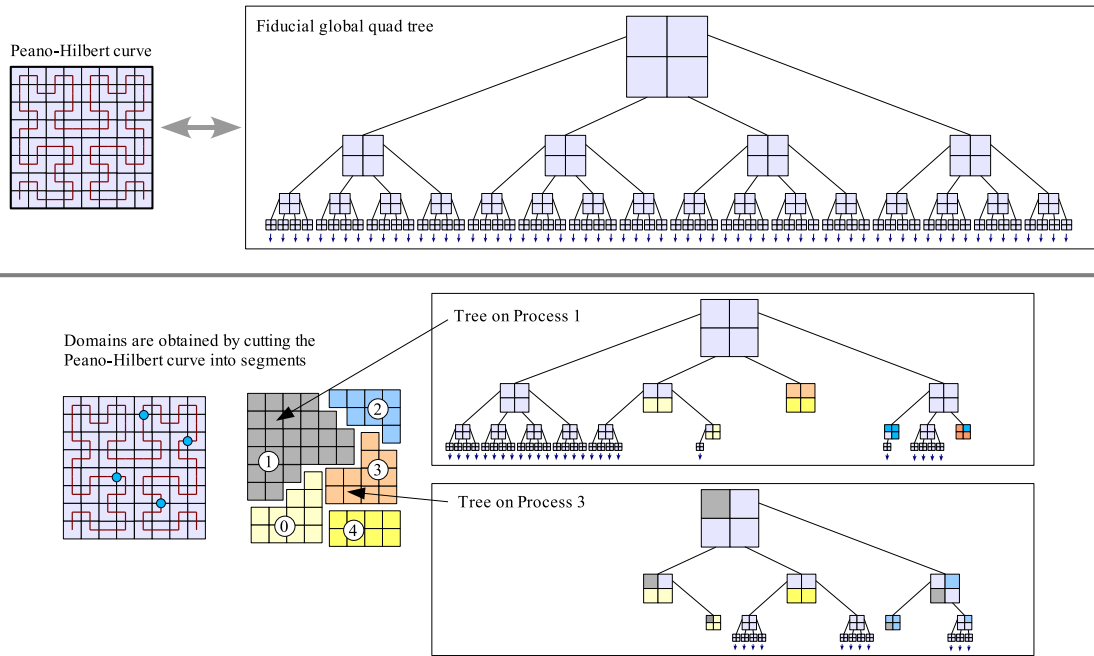 Fiducial global quad tree
Peano-Hilbert curve
Domains are obtained by cutting the
Peano-Hilbert curve into segments
Tree on Process 1
2
1
3
0
4
Tree on Process 3